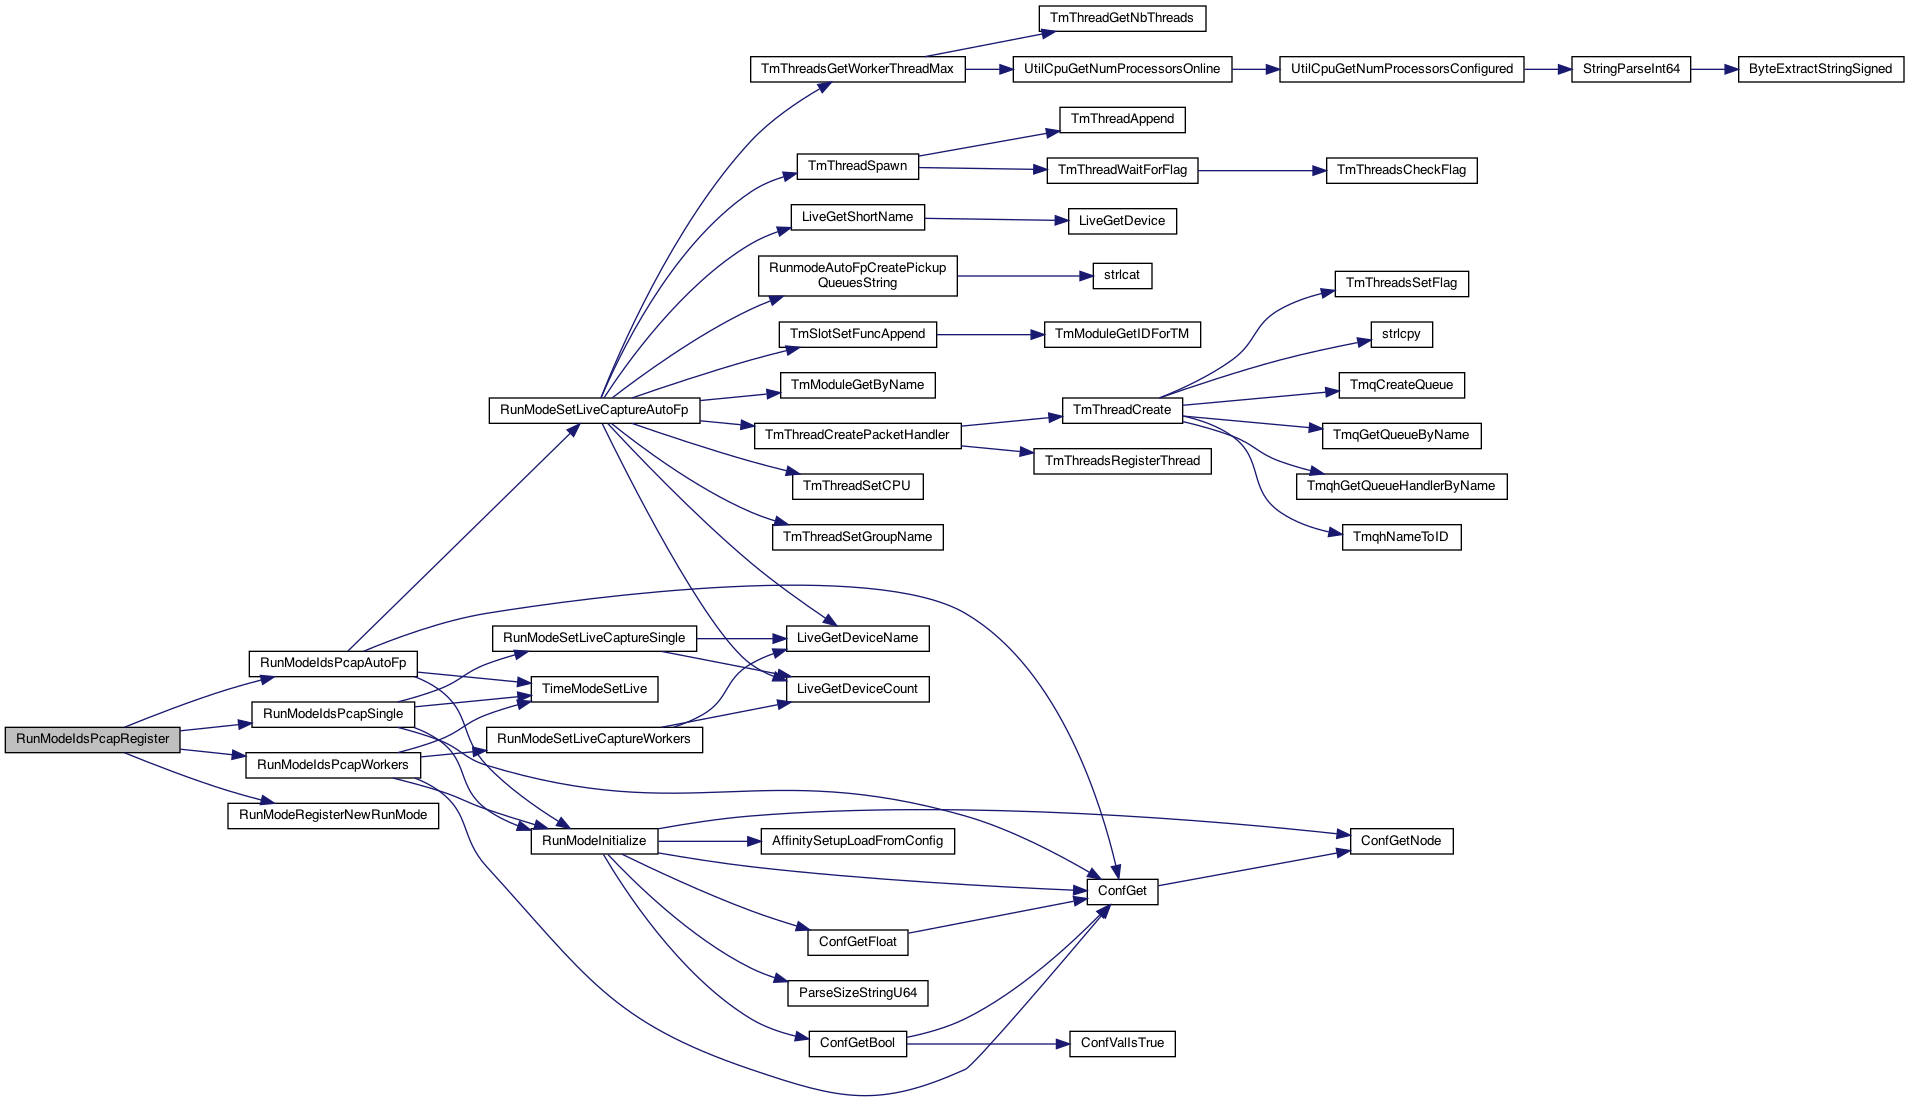 TmThreadGetNbThreads
TmThreadsGetWorkerThreadMax
UtilCpuGetNumProcessorsOnline
UtilCpuGetNumProcessorsConfigured
StringParseInt64
ByteExtractStringSigned
TmThreadAppend
TmThreadSpawn
TmThreadWaitForFlag
TmThreadsCheckFlag
LiveGetShortName
LiveGetDevice
RunmodeAutoFpCreatePickup
QueuesString
strlcat
TmThreadsSetFlag
TmSlotSetFuncAppend
TmModuleGetIDForTM
strlcpy
TmModuleGetByName
TmqCreateQueue
RunModeSetLiveCaptureAutoFp
TmThreadCreate
TmThreadCreatePacketHandler
TmqGetQueueByName
TmThreadsRegisterThread
TmThreadSetCPU
TmqhGetQueueHandlerByName
TmThreadSetGroupName
TmqhNameToID
RunModeSetLiveCaptureSingle
LiveGetDeviceName
RunModeIdsPcapAutoFp
TimeModeSetLive
LiveGetDeviceCount
RunModeIdsPcapSingle
RunModeIdsPcapRegister
RunModeSetLiveCaptureWorkers
RunModeIdsPcapWorkers
RunModeRegisterNewRunMode
RunModeInitialize
AffinitySetupLoadFromConfig
ConfGetNode
ConfGet
ConfGetFloat
ParseSizeStringU64
ConfGetBool
ConfValIsTrue